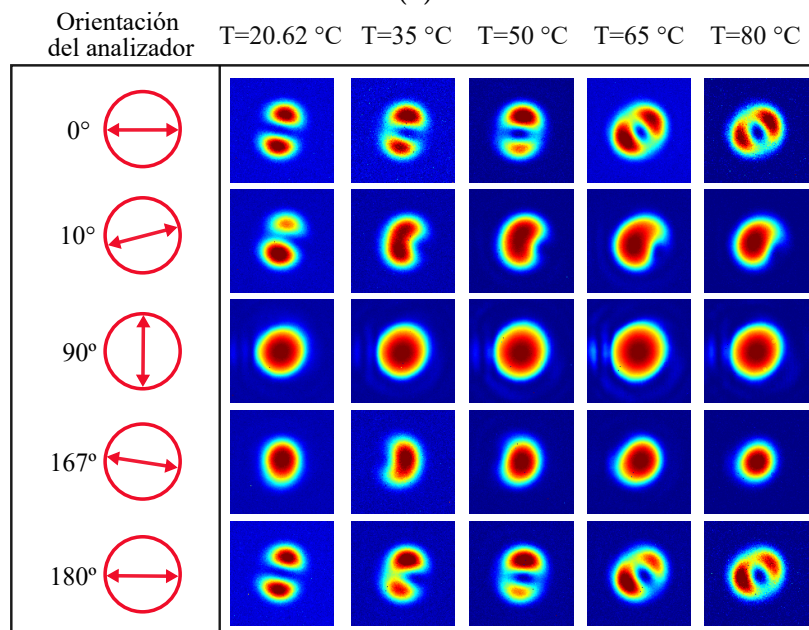 Orientación
del analizador
T=20.62 °C T=35 °C T=50 °C T=65 °C T=80 °C
0°
10°
90º
167º
180º